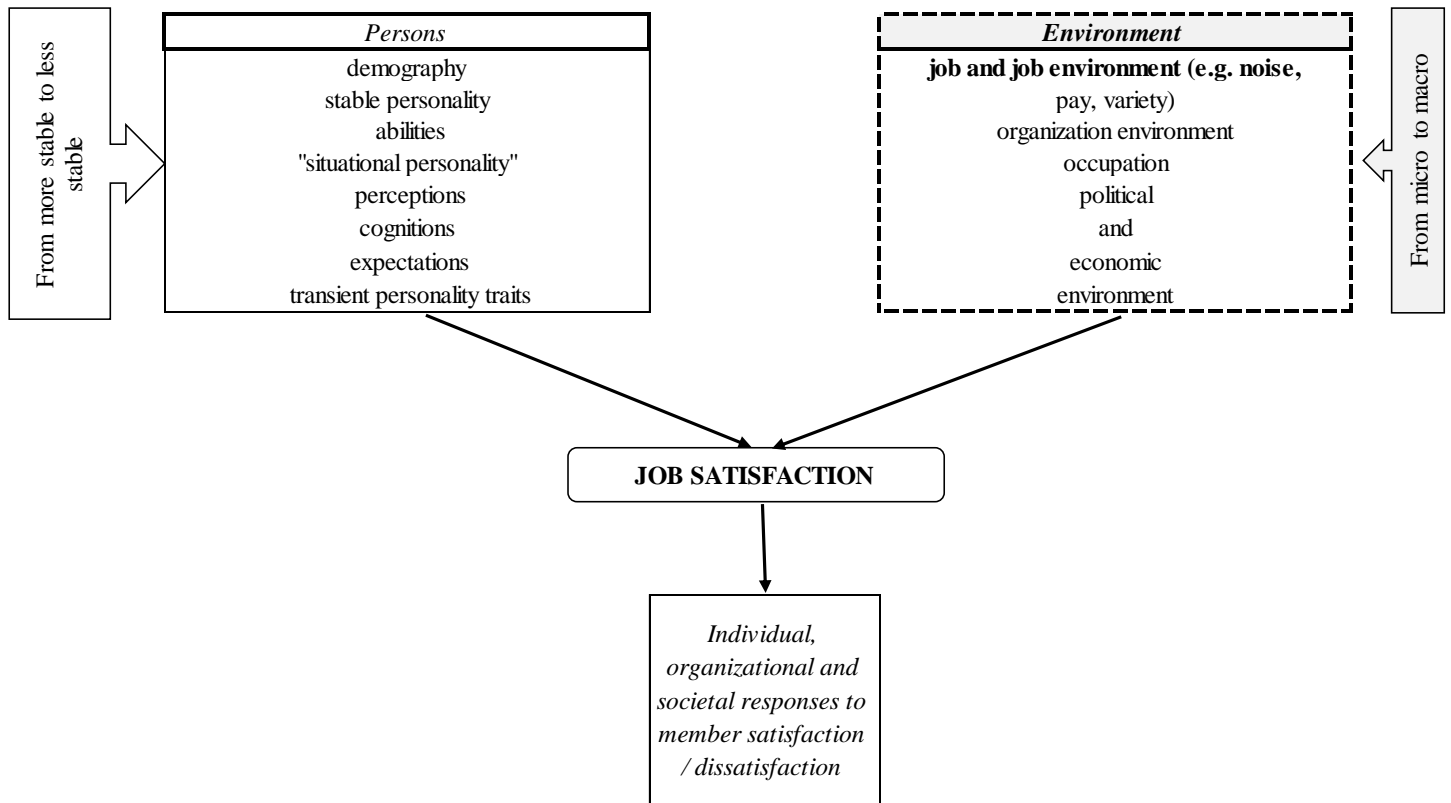 From more stable to less
stable
Persons
demography
stable personality
abilities
"situational personality"
perceptions
cognitions
expectations
transient personality traits
Environment
job and job environment (e.g. noise,
pay, variety)
organization environment
occupation
political
and
economic
environment
From micro to macro
JOB SATISFACTION
Individual,
organizational and
societal responses to
member satisfaction
/ dissatisfaction